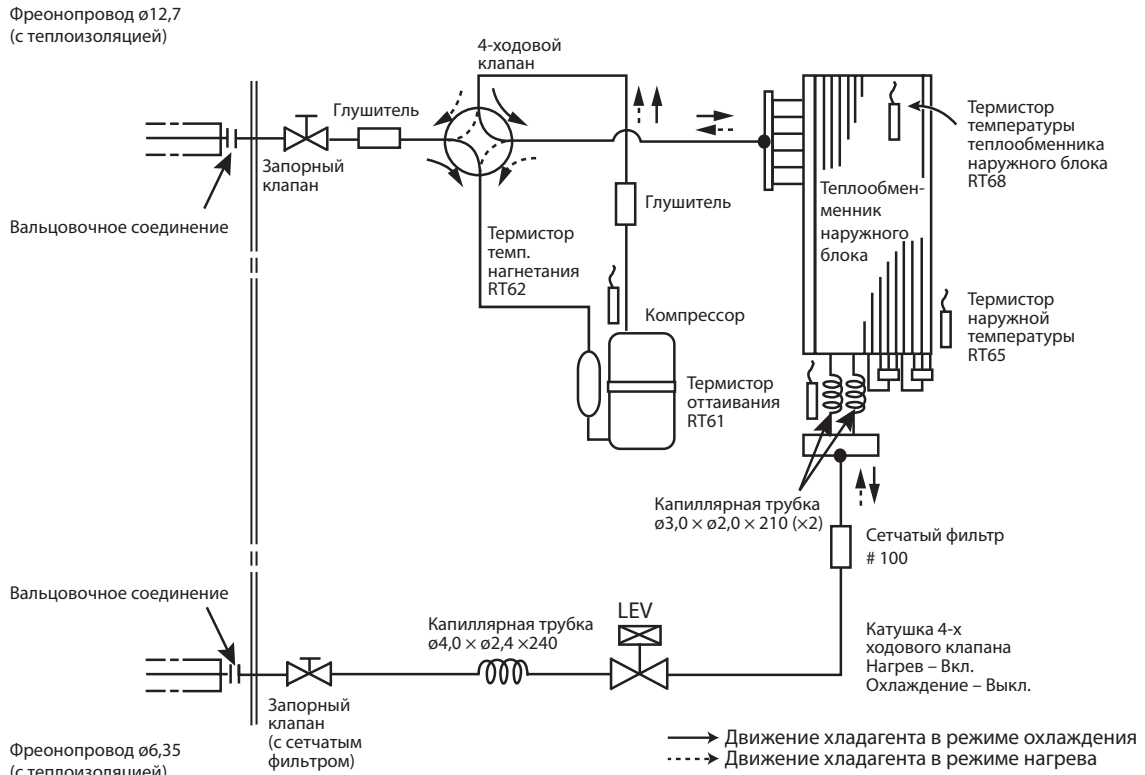 Фреонопровод ø12,7
(с теплоизоляцией)
4-ходовой
клапан
Глушитель
Запорный
клапан
Вальцовочное соединение
Термистор
температуры
теплообменника
наружного блока
RT68
Глушитель
Теплообмен-
менник
наружного
блока
Термистор
темп.
нагнетания
RT62
Компрессор
Термистор
наружной
температуры
RT65
Термистор
оттаивания
RT61
Капиллярная трубка
ø3,0 × ø2,0 × 210 (×2)
Сетчатый фильтр
# 100
Вальцовочное соединение
Капиллярная трубка
ø4,0 × ø2,4 ×240
LEV
Катушка 4-х
ходового клапана
Нагрев – Вкл.
Охлаждение – Выкл.
Запорный
клапан
(с сетчатым
фильтром)
Фреонопровод ø6,35
(с теплоизоляцией)
Движение хладагента в режиме охлаждения
Движение хладагента в режиме нагрева